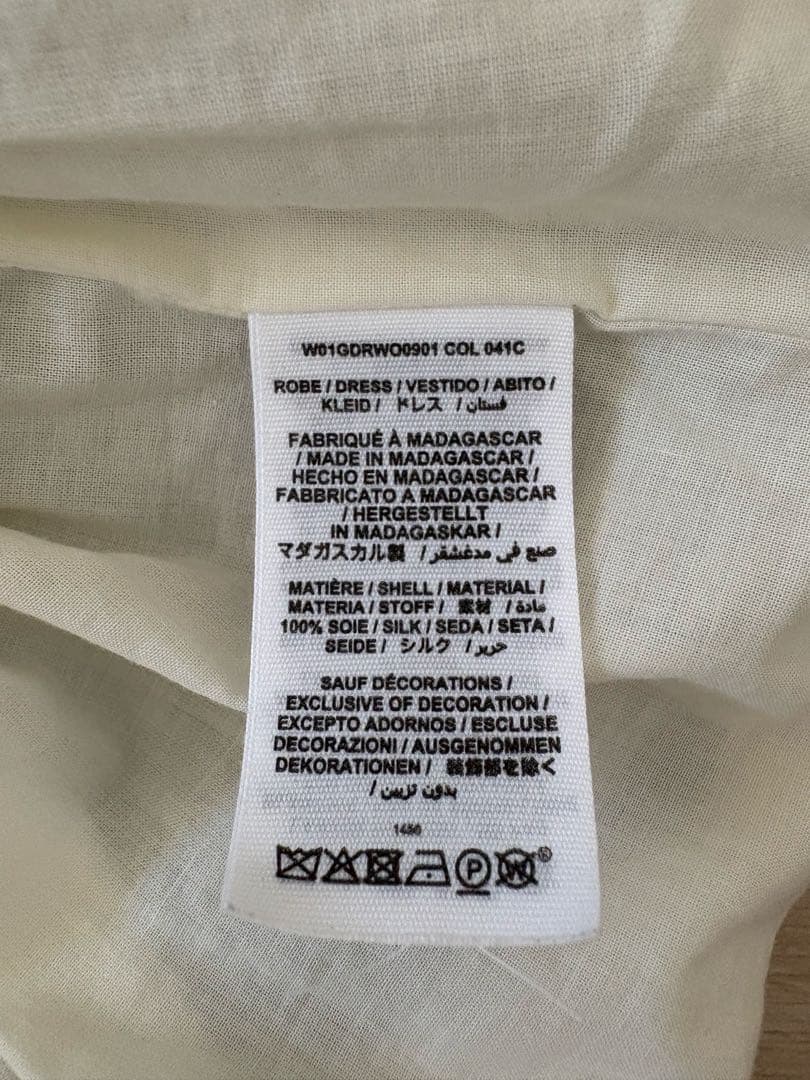 W01GDRWO0901 COL 041C
ROBE / DRESS / VESTIDO / ABITO /
KLEID / ドレス / فستان
FABRIQUÉ À MADAGASCAR
/ MADE IN MADAGASCAR /
HECHO EN MADAGASCAR /
FABBRICATO A MADAGASCAR
/ HERGESTELLT
IN MADAGASKAR /
マダガスカル製 / صنع في مدغشقر
MATIÈRE / SHELL / MATERIAL /
MATERIA / STOFF / 素材 / مادة
100% SOIE / SILK / SEDA / SETA /
SEIDE / シルク / حرير
SAUF DÉCORATIONS /
EXCLUSIVE OF DECORATION /
EXCEPTO ADORNOS / ESCLUSE
DECORAZIONI / AUSGENOMMEN
DEKORATIONEN / 装飾部を除く
/ بدون تزيين
P W ®